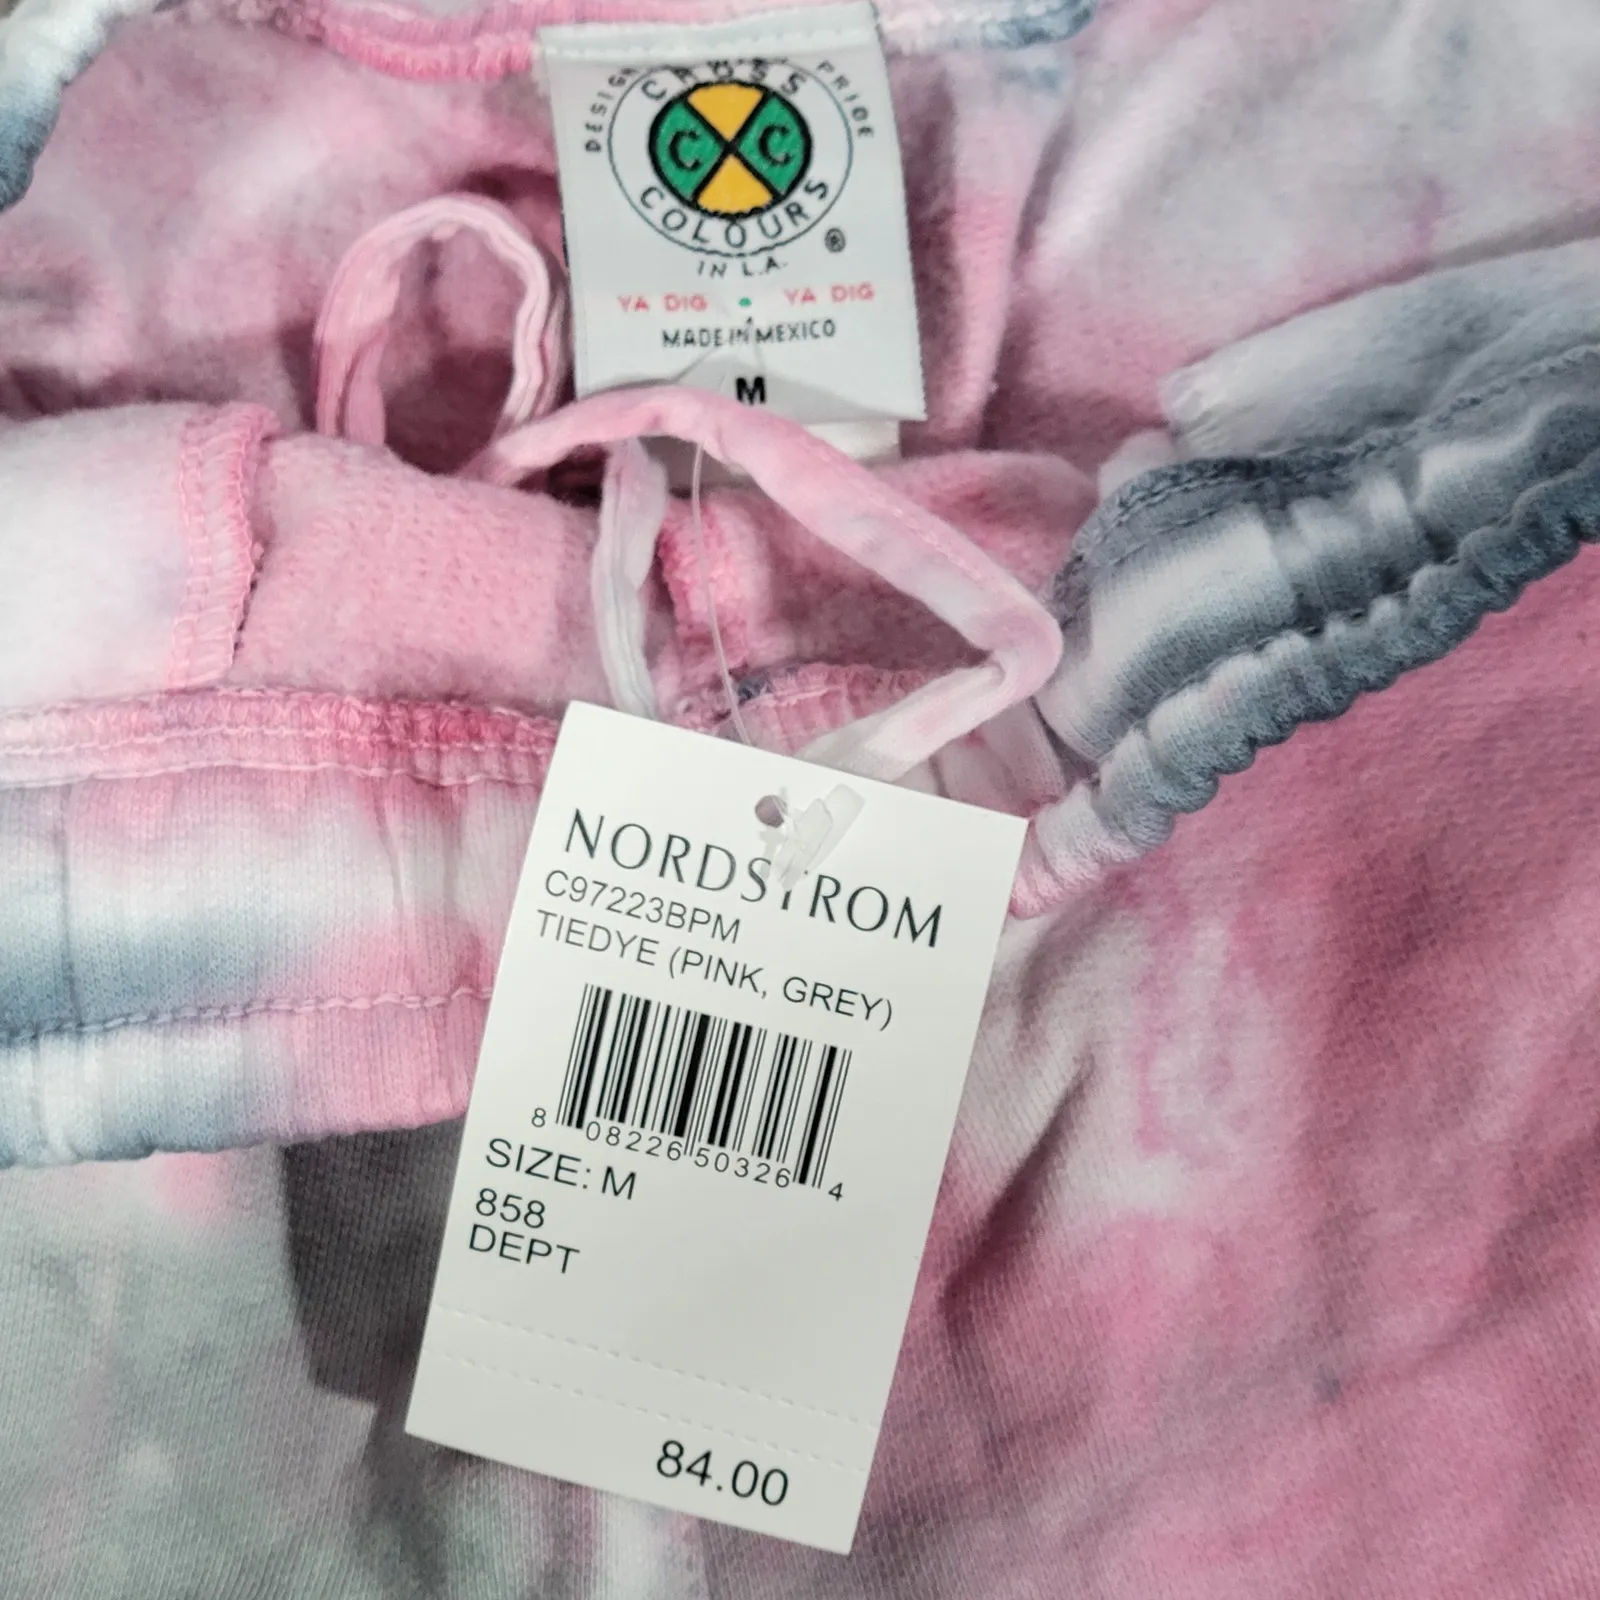 DESIGN PRIDE
CROSS
C C
COLOURS
®
IN L.A.
YA DIG • YA DIG
MADE IN MEXICO
M
NORDSTROM
C97223BPM
TIEDYE (PINK, GREY)
8 08226 50326 4
SIZE: M
858
DEPT
84.00